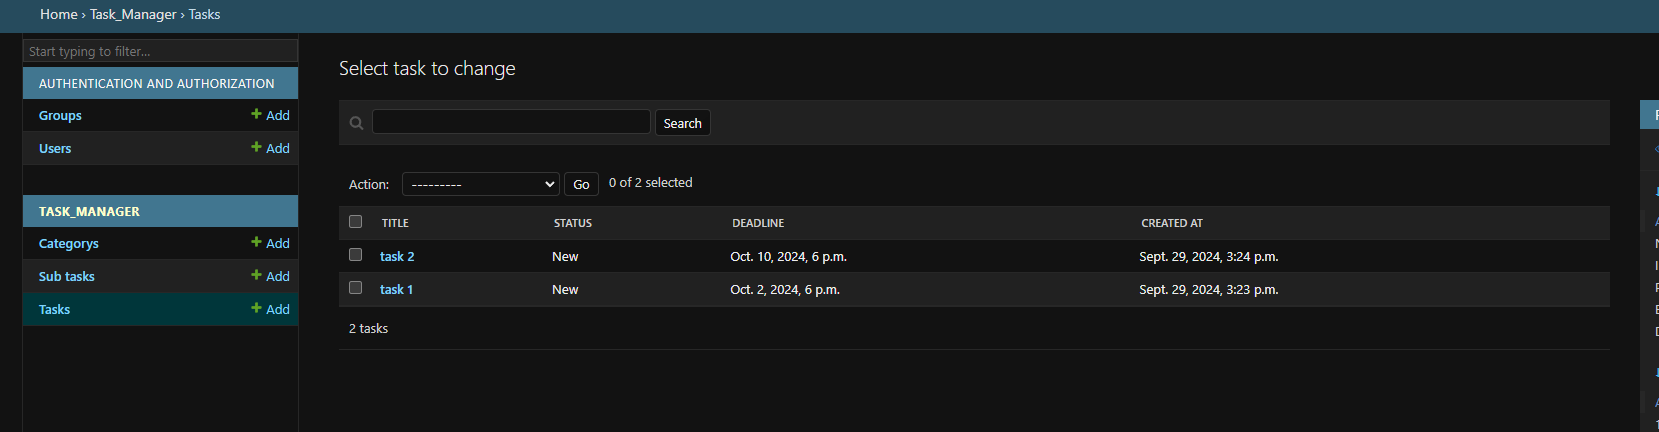 Home › Task_Manager › Tasks
Start typing to filter...
AUTHENTICATION AND AUTHORIZATION
Groups + Add
Users + Add
TASK_MANAGER
Categorys + Add
Sub tasks + Add
Tasks + Add
Select task to change
Search
Action: --------- Go 0 of 2 selected
TITLE STATUS DEADLINE CREATED AT
task 2 New Oct. 10, 2024, 6 p.m. Sept. 29, 2024, 3:24 p.m.
task 1 New Oct. 2, 2024, 6 p.m. Sept. 29, 2024, 3:23 p.m.
2 tasks